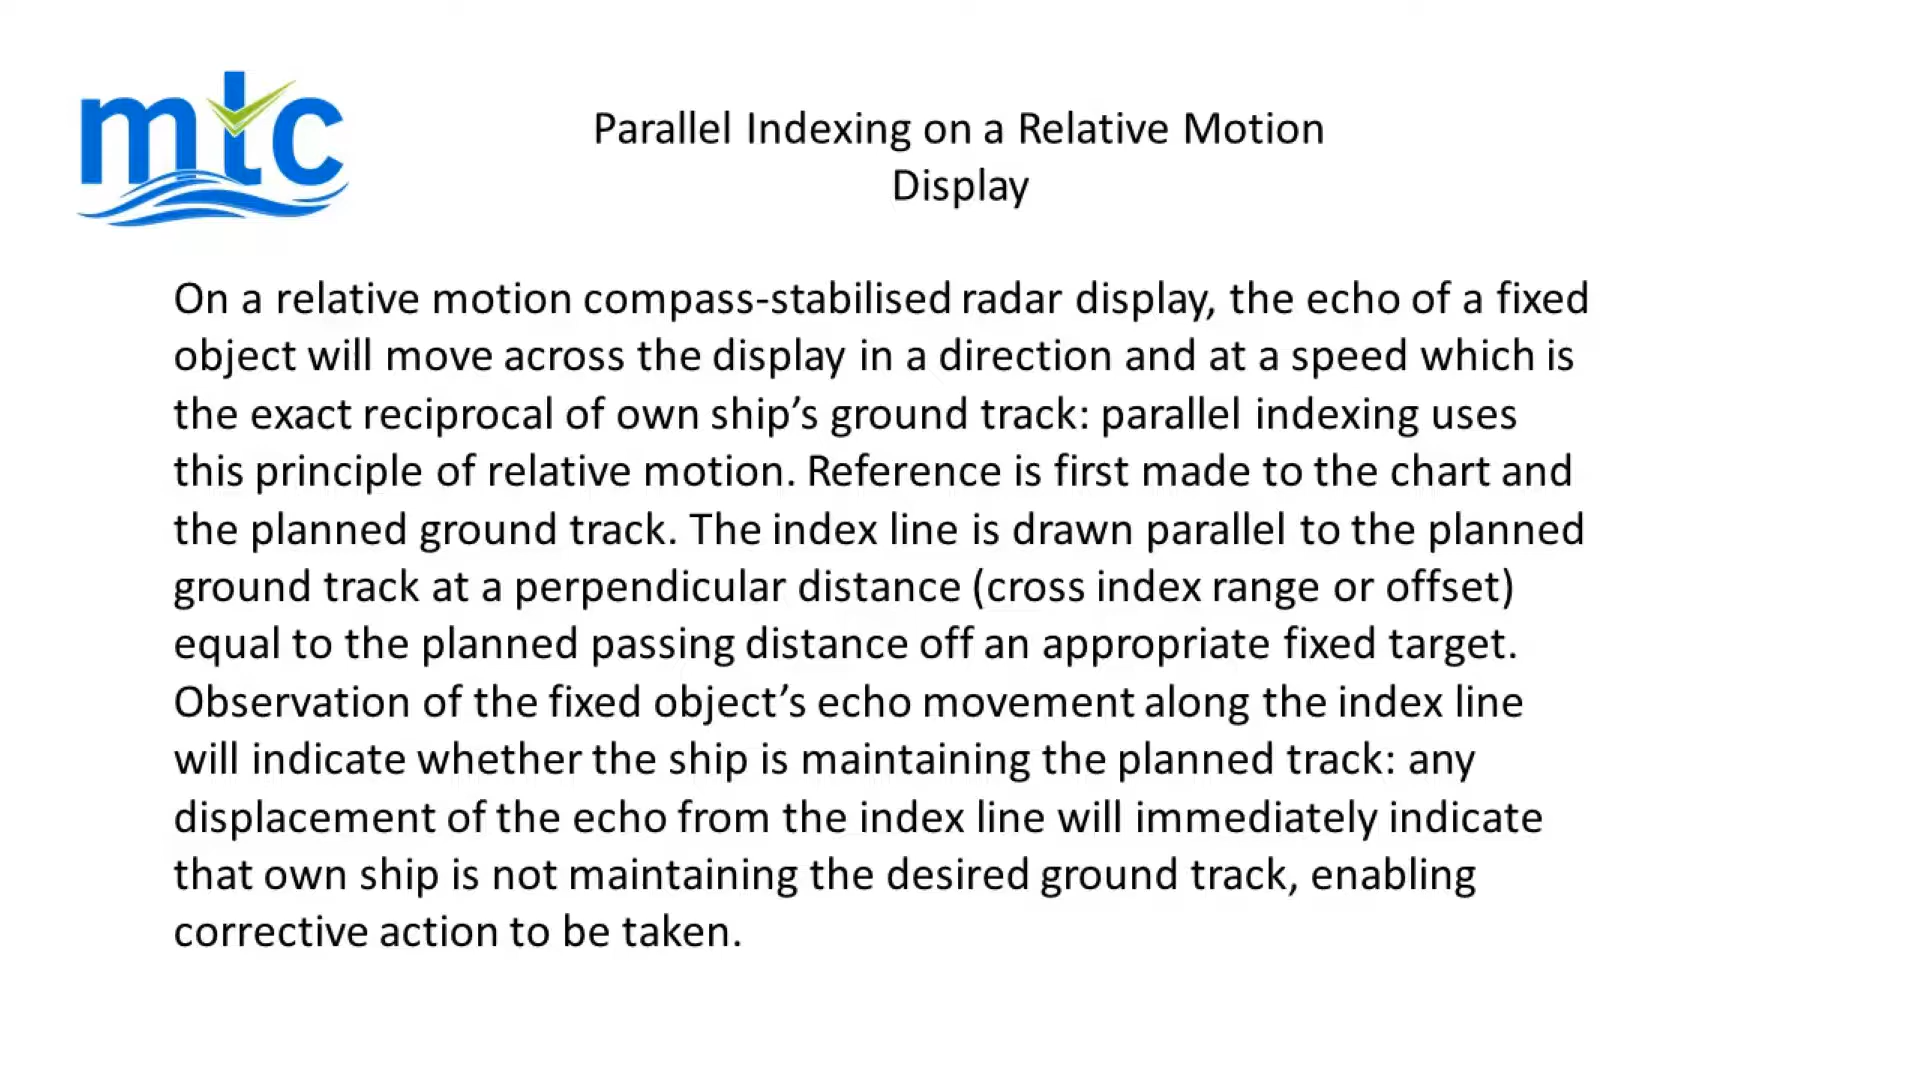 mtc
Parallel Indexing on a Relative Motion
Display
On a relative motion compass-stabilised radar display, the echo of a fixed
object will move across the display in a direction and at a speed which is
the exact reciprocal of own ship’s ground track: parallel indexing uses
this principle of relative motion. Reference is first made to the chart and
the planned ground track. The index line is drawn parallel to the planned
ground track at a perpendicular distance (cross index range or offset)
equal to the planned passing distance off an appropriate fixed target.
Observation of the fixed object’s echo movement along the index line
will indicate whether the ship is maintaining the planned track: any
displacement of the echo from the index line will immediately indicate
that own ship is not maintaining the desired ground track, enabling
corrective action to be taken.